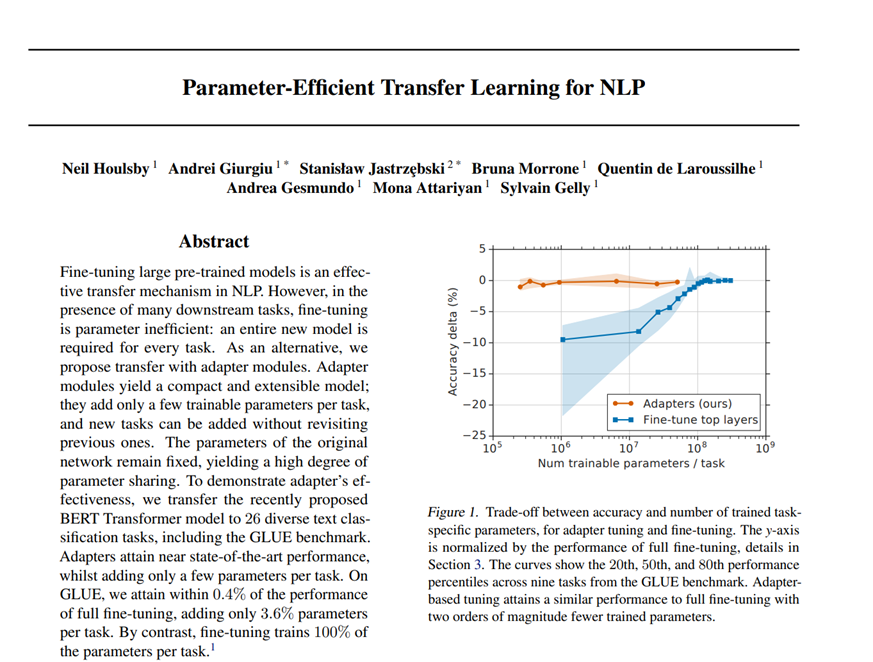 Parameter-Efficient Transfer Learning for NLP
Neil Houlsby 1 Andrei Giurgiu 1 * Stanisław Jastrzębski 2 * Bruna Morrone 1 Quentin de Laroussilhe 1
Andrea Gesmundo 1 Mona Attariyan 1 Sylvain Gelly 1
Abstract
Fine-tuning large pre-trained models is an effec-
tive transfer mechanism in NLP. However, in the
presence of many downstream tasks, fine-tuning
is parameter inefficient: an entire new model is
required for every task. As an alternative, we
propose transfer with adapter modules. Adapter
modules yield a compact and extensible model;
they add only a few trainable parameters per task,
and new tasks can be added without revisiting
previous ones. The parameters of the original
network remain fixed, yielding a high degree of
parameter sharing. To demonstrate adapter's ef-
fectiveness, we transfer the recently proposed
BERT Transformer model to 26 diverse text clas-
sification tasks, including the GLUE benchmark.
Adapters attain near state-of-the-art performance,
whilst adding only a few parameters per task. On
GLUE, we attain within 0.4% of the performance
of full fine-tuning, adding only 3.6% parameters
per task. By contrast, fine-tuning trains 100% of
the parameters per task.1
5
0
−5
−10
−15
−20
−25
Accuracy delta (%)
Adapters (ours)
Fine-tune top layers
10^5 10^6 10^7 10^8 10^9
Num trainable parameters / task
Figure 1. Trade-off between accuracy and number of trained task-
specific parameters, for adapter tuning and fine-tuning. The y-axis
is normalized by the performance of full fine-tuning, details in
Section 3. The curves show the 20th, 50th, and 80th performance
percentiles across nine tasks from the GLUE benchmark. Adapter-
based tuning attains a similar performance to full fine-tuning with
two orders of magnitude fewer trained parameters.